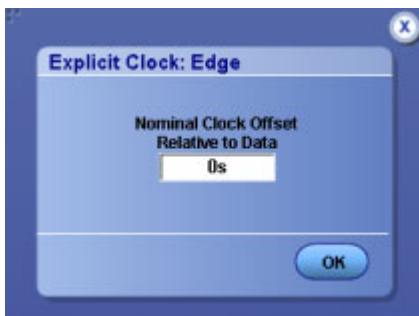 x
Explicit Clock: Edge
Nominal Clock Offset
Relative to Data
0s
OK